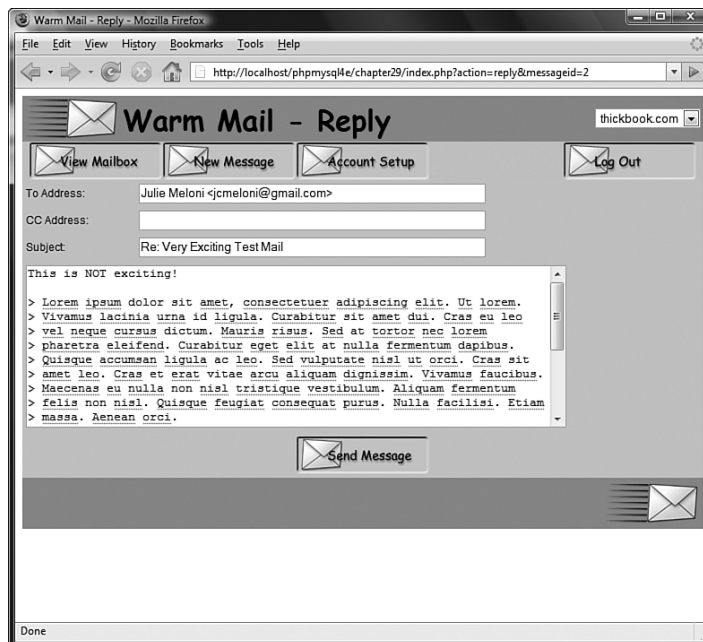 Warm Mail - Reply - Mozilla Firefox
File Edit View History Bookmarks Tools Help
http://localhost/phpmysql4e/chapter29/index.php?action=reply&messageid=2
Warm Mail - Reply
thickbook.com
View Mailbox New Message Account Setup Log Out
To Address: Julie Meloni <jcmeloni@gmail.com>
CC Address:
Subject: Re: Very Exciting Test Mail
This is NOT exciting!
> Lorem ipsum dolor sit amet, consectetuer adipiscing elit. Ut lorem.
> Vivamus lacinia urna id ligula. Curabitur sit amet dui. Cras eu leo
> vel neque cursus dictum. Mauris risus. Sed at tortor nec lorem
> pharetra eleifend. Curabitur eget elit at nulla fermentum dapibus.
> Quisque accumsan ligula ac leo. Sed vulputate nisl ut orci. Cras sit
> amet leo. Cras et erat vitae arcu aliquam dignissim. Vivamus faucibus.
> Maecenas eu nulla non nisl tristique vestibulum. Aliquam fermentum
> felis non nisl. Quisque feugiat consequat purus. Nulla facilisi. Etiam
> massa. Aenean orci.
Send Message
Done